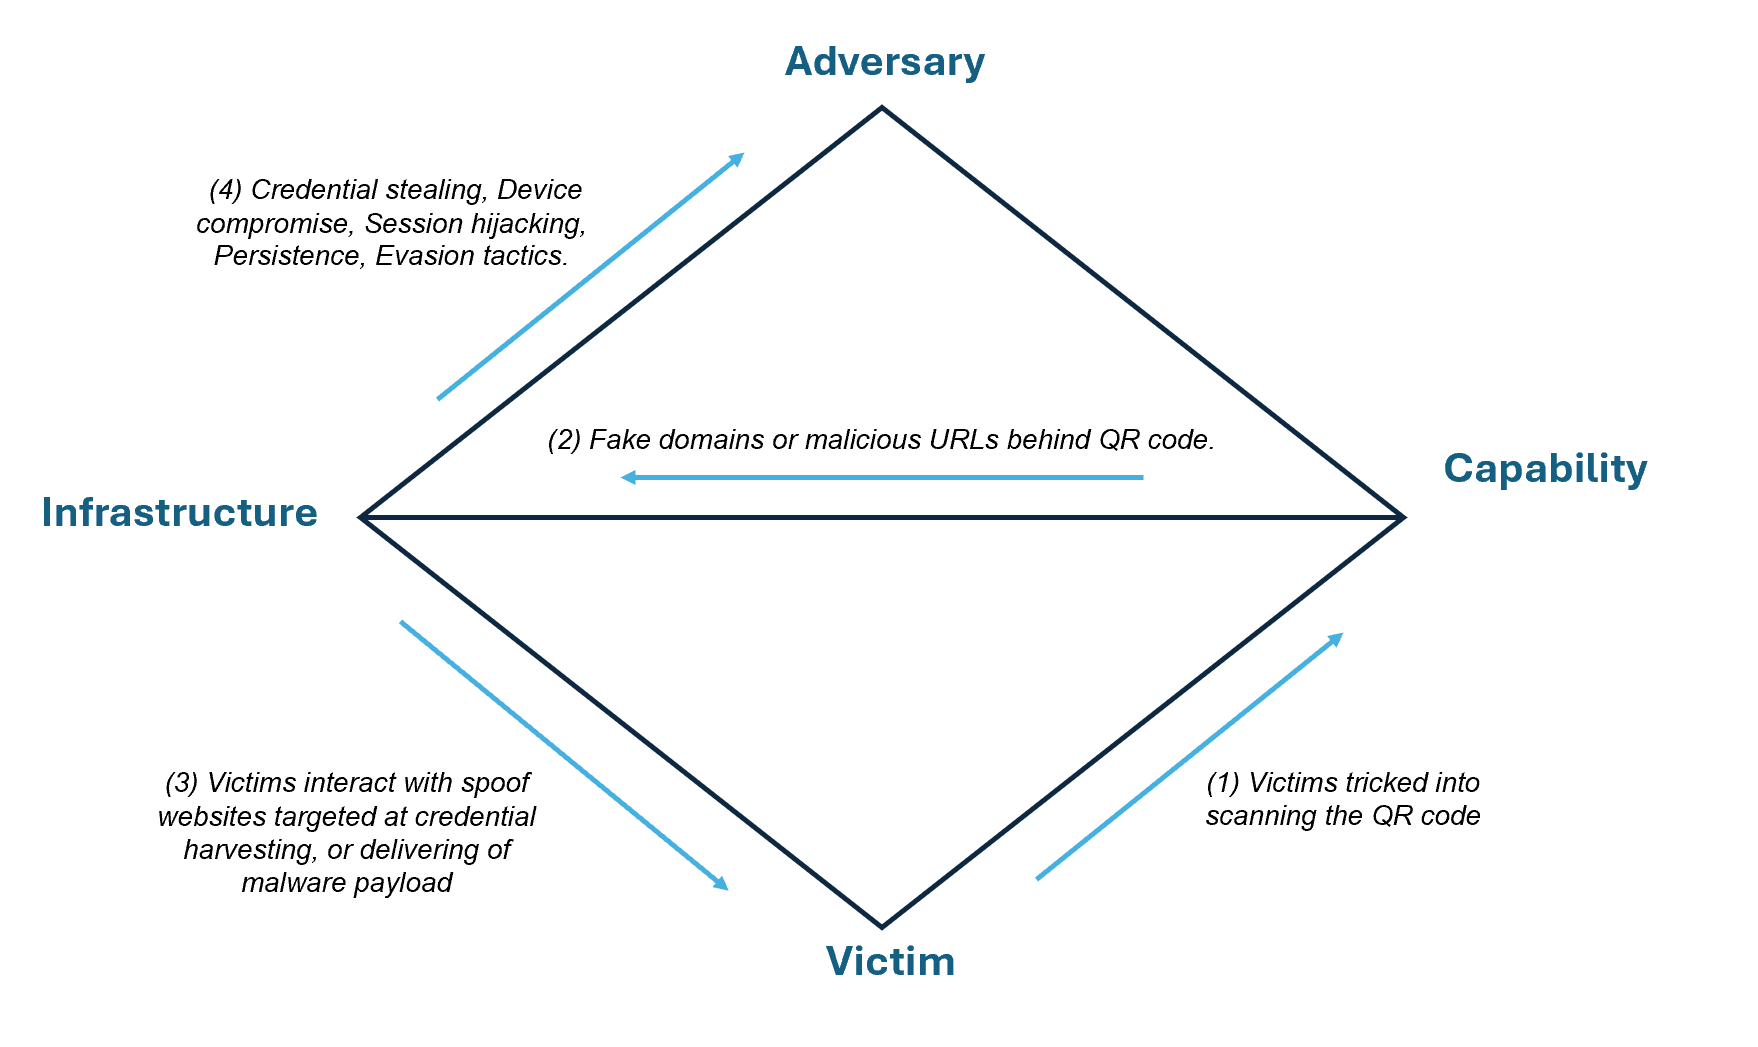 Adversary
(4) Credential stealing, Device
compromise, Session hijacking,
Persistence, Evasion tactics.
(2) Fake domains or malicious URLs behind QR code.
Capability
Infrastructure
(3) Victims interact with spoof
websites targeted at credential
harvesting, or delivering of
malware payload
(1) Victims tricked into
scanning the QR code
Victim